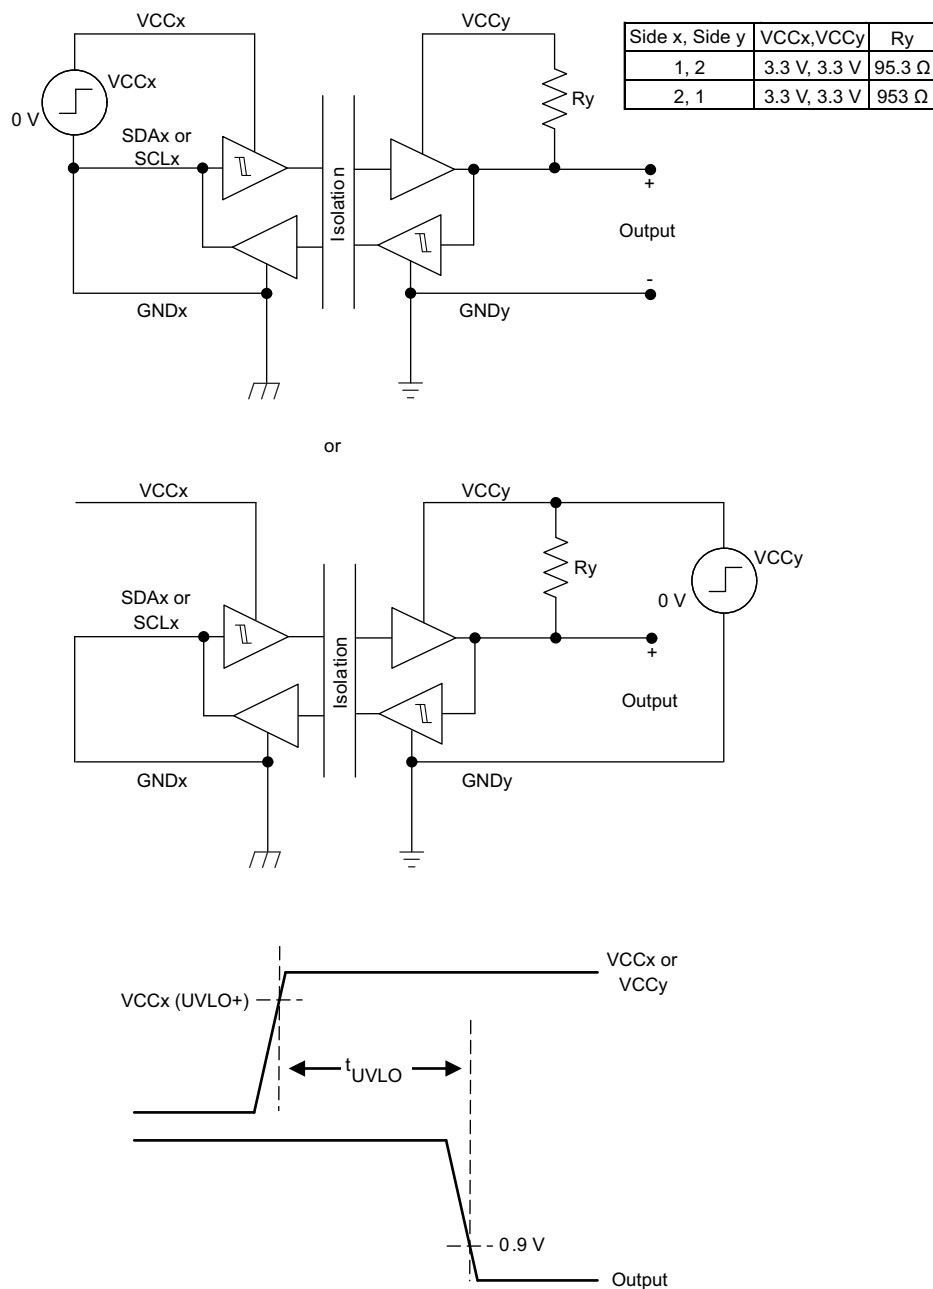 VCCx
VCCy
VCCx
0 V
SDAx or
SCLx
Isolation
Ry
+
Output
-
GNDx
GNDy
Side x, Side y VCCx,VCCy Ry
1, 2 3.3 V, 3.3 V 95.3 Ω
2, 1 3.3 V, 3.3 V 953 Ω
or
VCCx
VCCy
SDAx or
SCLx
Isolation
Ry
VCCy
0 V
+
Output
GNDx
GNDy
VCCx or
VCCy
VCCx (UVLO+)
tUVLO
0.9 V
Output